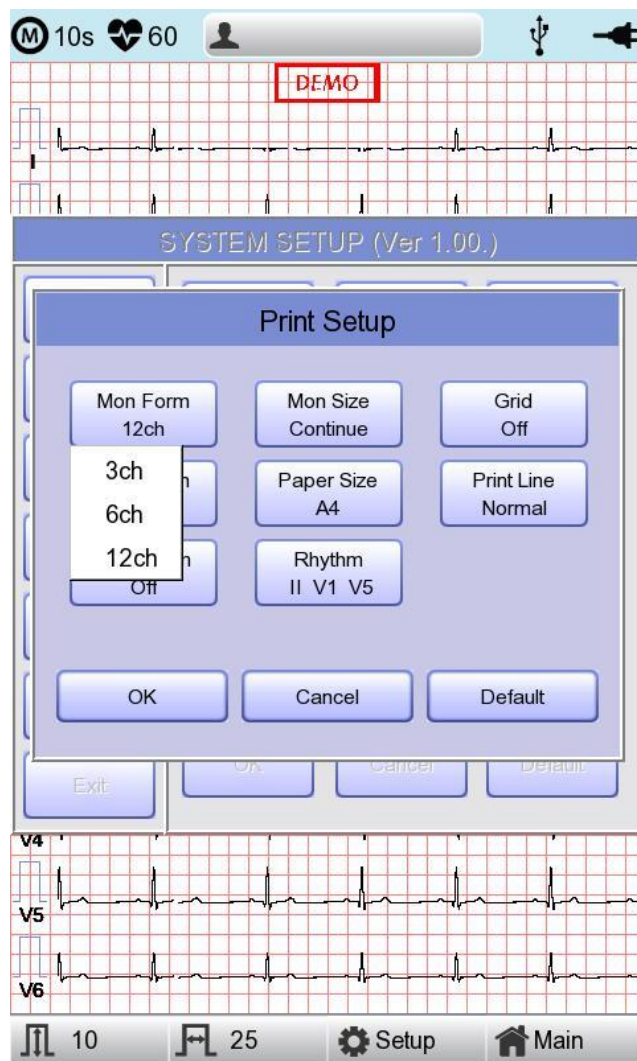 M 10s 60
DEMO
I
SYSTEM SETUP (Ver 1.00.)
Print Setup
Mon Form
12ch
Mon Size
Continue
Grid
Off
3ch
6ch
12ch
Paper Size
A4
Print Line
Normal
Off
Rhythm
II V1 V5
OK
Cancel
Default
Exit
OK
Cancel
Default
V4
V5
V6
10
25
Setup
Main